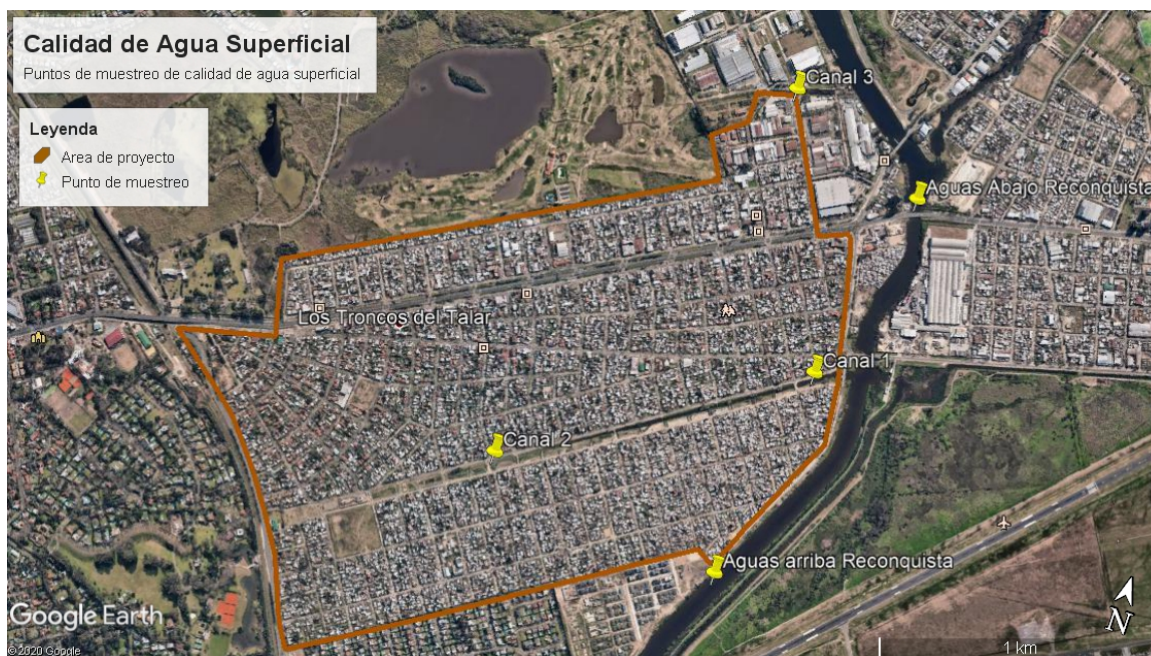 Calidad de Agua Superficial
Puntos de muestreo de calidad de agua superficial
Leyenda
Area de proyecto
Punto de muestreo
Canal 3
Aguas Abajo Reconquista
Los Troncos del Talar
Canal 1
Canal 2
Aguas arriba Reconquista
Google Earth
© 2020 Google
N
1 km